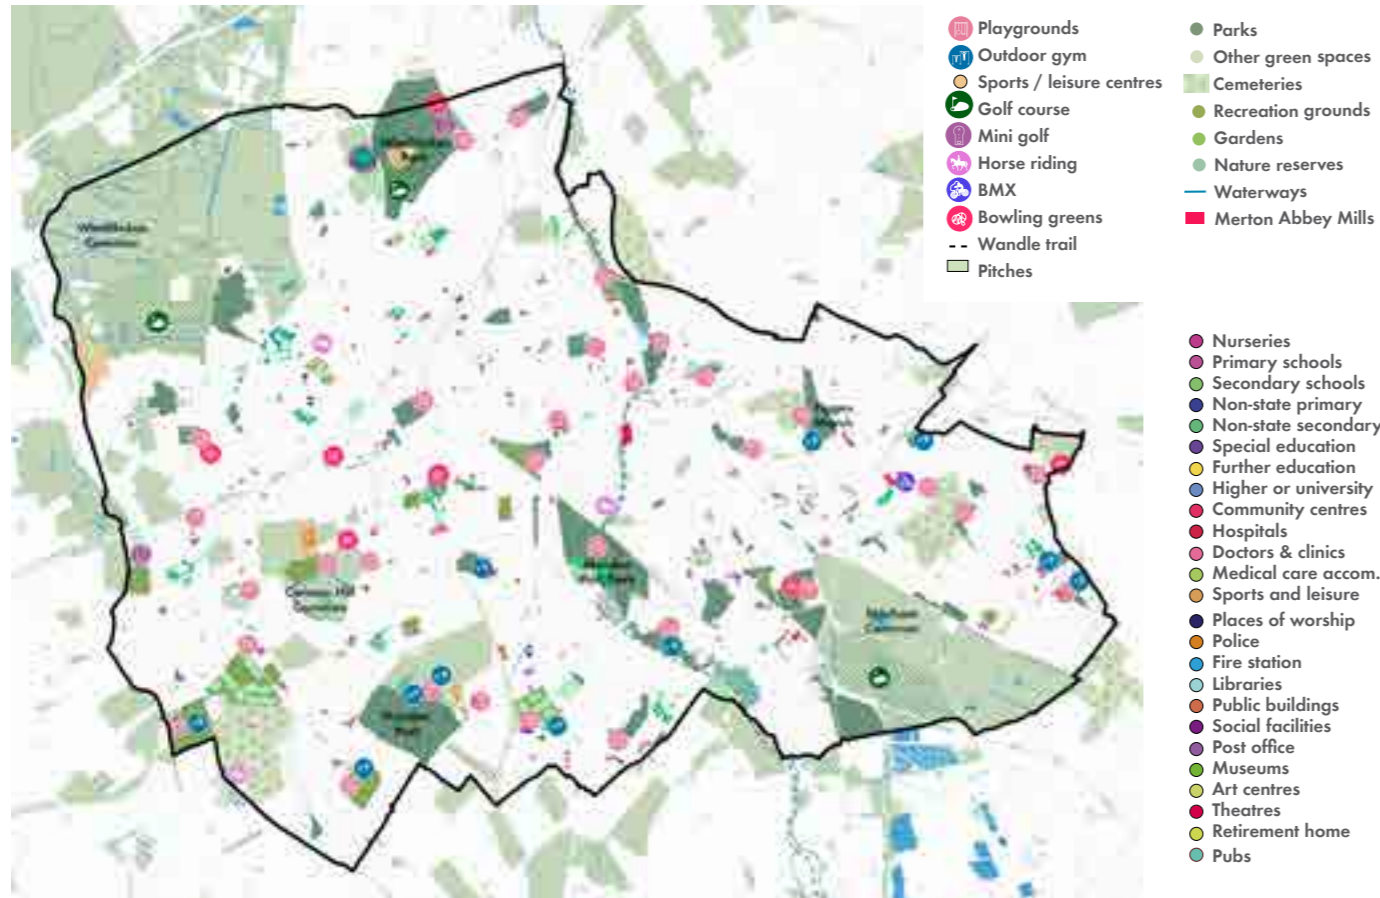 Playgrounds
Outdoor gym
Sports / leisure centres
Golf course
Mini golf
Horse riding
BMX
Bowling greens
Wandle trail
Pitches
Parks
Other green spaces
Cemeteries
Recreation grounds
Gardens
Nature reserves
Waterways
Merton Abbey Mills
Nurseries
Primary schools
Secondary schools
Non-state primary
Non-state secondary
Special education
Further education
Higher or university
Community centres
Hospitals
Doctors & clinics
Medical care accom.
Sports and leisure
Places of worship
Police
Fire station
Libraries
Public buildings
Social facilities
Post office
Museums
Art centres
Theatres
Retirement home
Pubs
Wimbledon
Common
Cannon Hill
Common
Mitcham
Common